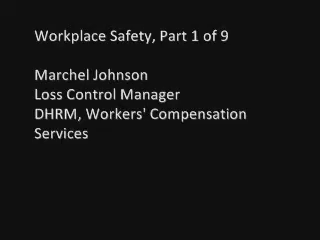 Workplace Safety, Part 1 of 9
Marchel Johnson
Loss Control Manager
DHRM, Workers' Compensation
Services